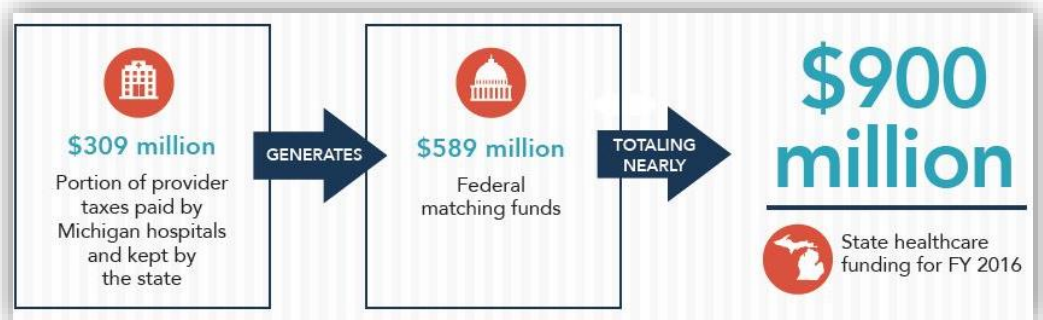 $309 million
Portion of provider
taxes paid by
Michigan hospitals
and kept by
the state
GENERATES
$589 million
Federal
matching funds
TOTALING
NEARLY
$900
million
State healthcare
funding for FY 2016